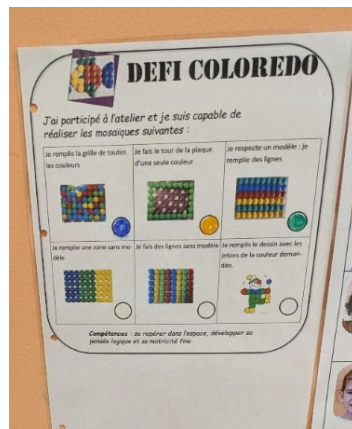 DEFI COLOREDO
J'ai participé à l'atelier et je suis capable de
réaliser les mosaïques suivantes :
Je remplis la grille de toutes
les couleurs
Je fais le tour de la plaque
d'une seule couleur
Je respecte un modèle : je
remplie des lignes
Je remplie une zone sans mo-
dèle
Je fais des lignes sans modèle
Je remplis le dessin avec les
jetons de la couleur deman-
dée.
Compétences : se repérer dans l'espace, développer sa
pensée logique et sa motricité fine